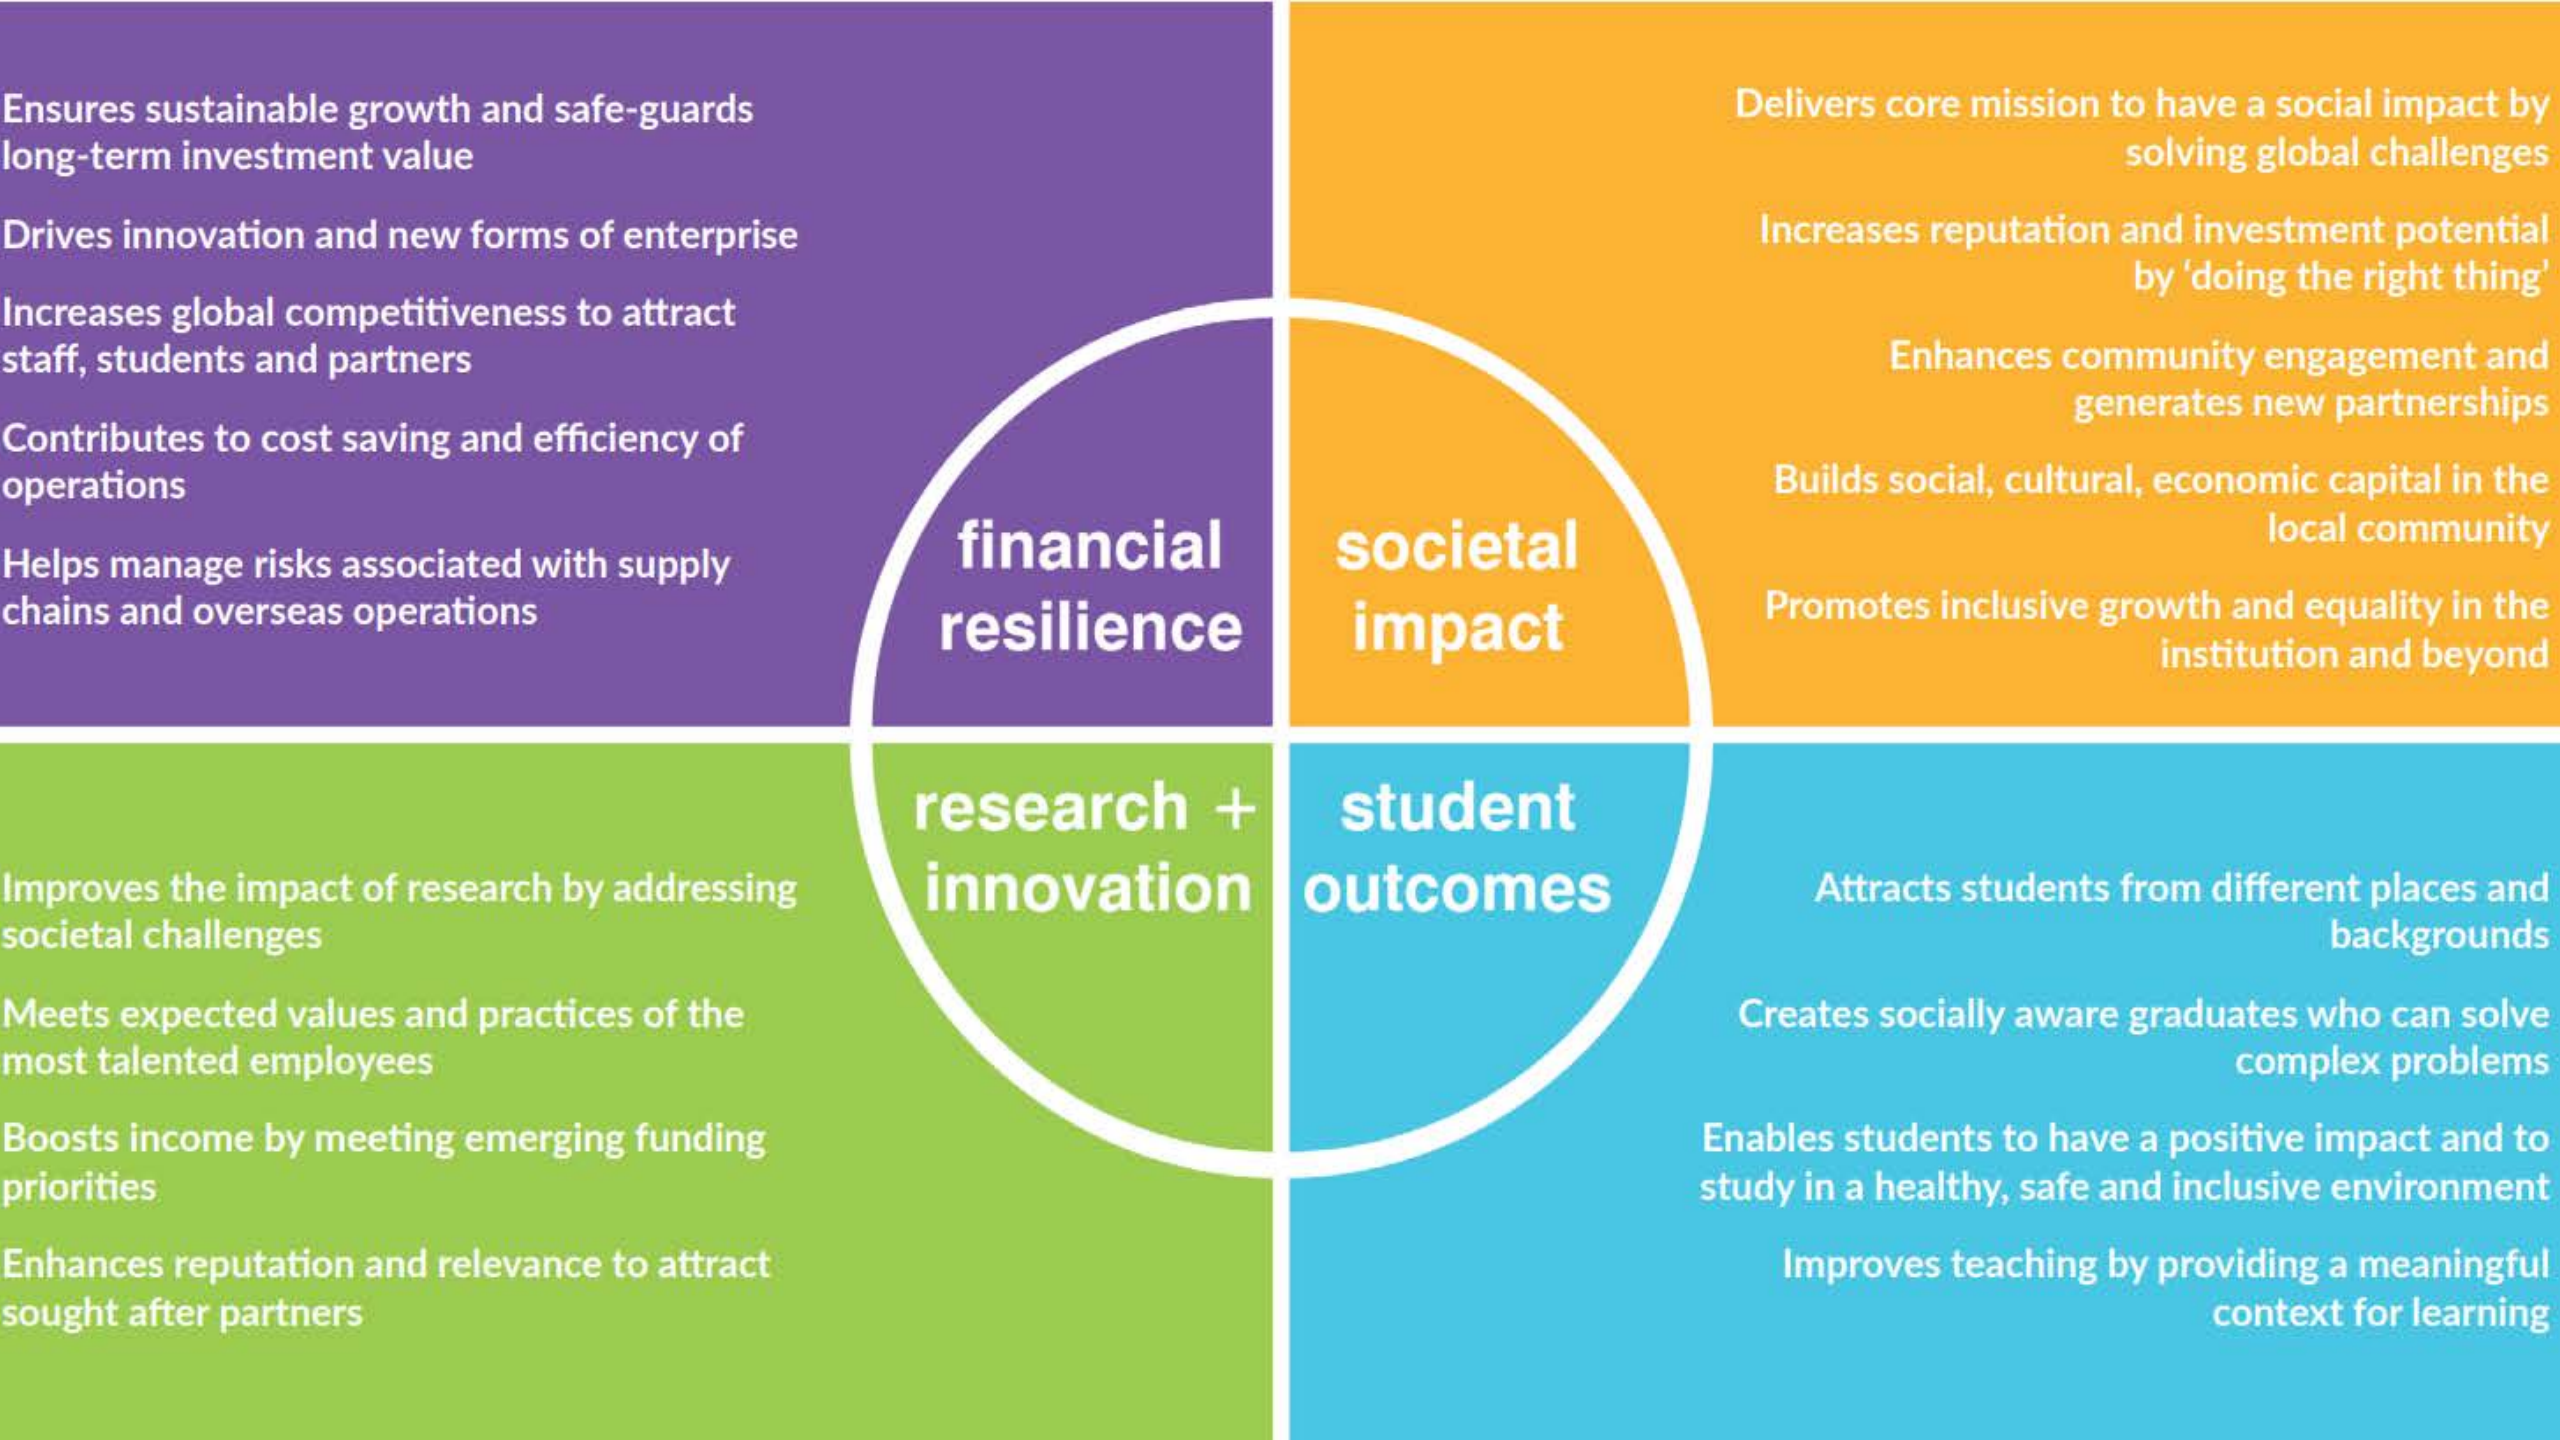 Ensures sustainable growth and safe-guards
long-term investment value
Drives innovation and new forms of enterprise
Increases global competitiveness to attract
staff, students and partners
Contributes to cost saving and efficiency of
operations
Helps manage risks associated with supply
chains and overseas operations
financial
resilience
Delivers core mission to have a social impact by
solving global challenges
Increases reputation and investment potential
by ‘doing the right thing’
Enhances community engagement and
generates new partnerships
Builds social, cultural, economic capital in the
local community
Promotes inclusive growth and equality in the
institution and beyond
societal
impact
research +
innovation
Improves the impact of research by addressing
societal challenges
Meets expected values and practices of the
most talented employees
Boosts income by meeting emerging funding
priorities
Enhances reputation and relevance to attract
sought after partners
student
outcomes
Attracts students from different places and
backgrounds
Creates socially aware graduates who can solve
complex problems
Enables students to have a positive impact and to
study in a healthy, safe and inclusive environment
Improves teaching by providing a meaningful
context for learning